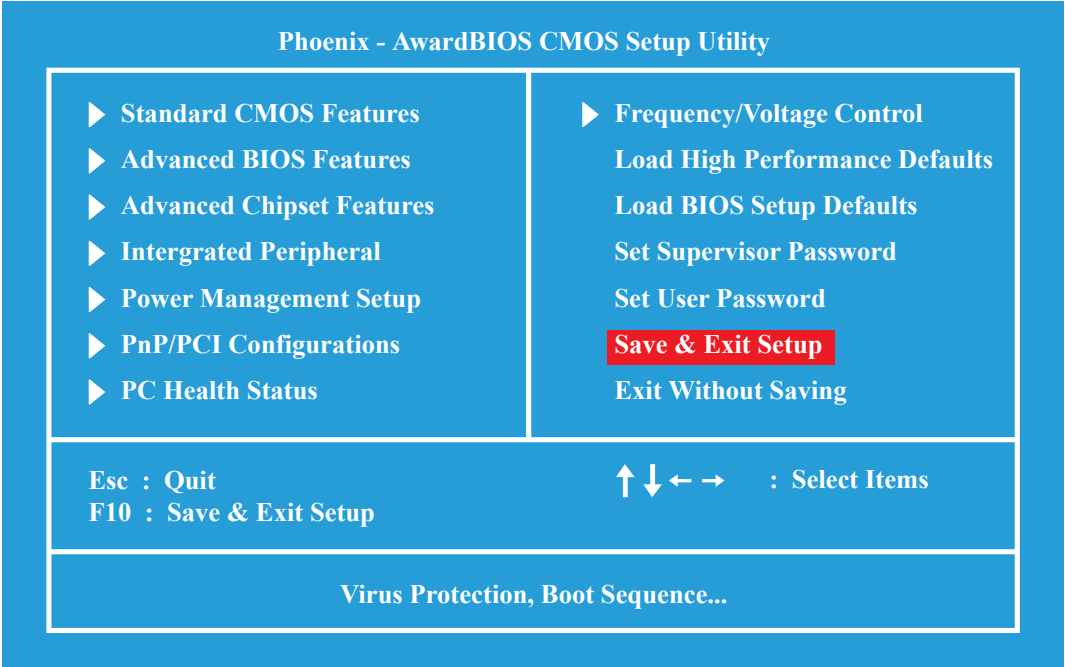 Phoenix - AwardBIOS CMOS Setup Utility
Standard CMOS Features
Advanced BIOS Features
Advanced Chipset Features
Intergrated Peripheral
Power Management Setup
PnP/PCI Configurations
PC Health Status
Frequency/Voltage Control
Load High Performance Defaults
Load BIOS Setup Defaults
Set Supervisor Password
Set User Password
Save & Exit Setup
Exit Without Saving
Esc : Quit
F10 : Save & Exit Setup
↑ ↓ ← → : Select Items
Virus Protection, Boot Sequence...